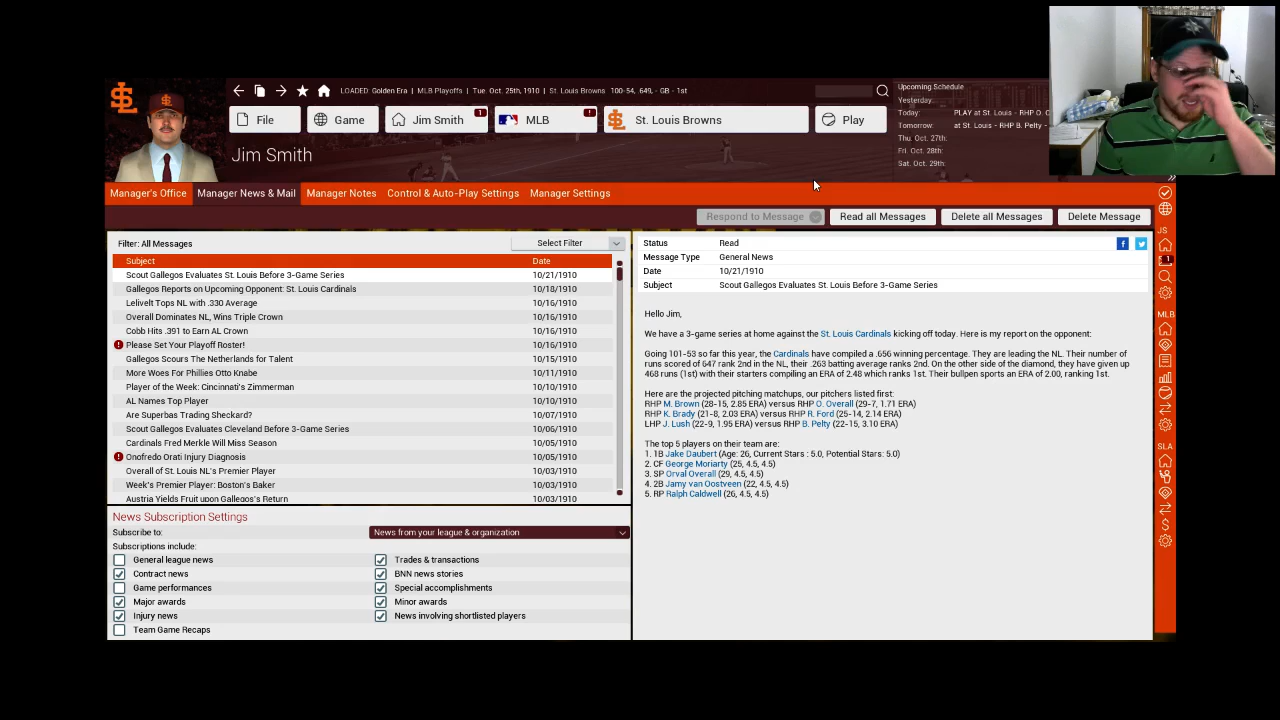 LOADED: Golden Era | MLB Playoffs | Tue. Oct. 25th, 1910 | St. Louis Browns 100-54, 649, - GB - 1st
Upcoming Schedule
Yesterday:
Today: PLAY at St. Louis - RHP O. O
Tomorrow: at St. Louis - RHP B. Pelty -
Thu. Oct. 27th:
Fri. Oct. 28th:
Sat. Oct. 29th:
File
Game
Jim Smith
1
MLB
!
St. Louis Browns
Play
Jim Smith
Manager's Office
Manager News & Mail
Manager Notes
Control & Auto-Play Settings
Manager Settings
Respond to Message
Read all Messages
Delete all Messages
Delete Message
Filter: All Messages
Select Filter
Subject Date
Scout Gallegos Evaluates St. Louis Before 3-Game Series 10/21/1910
Gallegos Reports on Upcoming Opponent: St. Louis Cardinals 10/18/1910
Lelivelt Tops NL with .330 Average 10/16/1910
Overall Dominates NL, Wins Triple Crown 10/16/1910
Cobb Hits .391 to Earn AL Crown 10/16/1910
Please Set Your Playoff Roster! 10/16/1910
Gallegos Scours The Netherlands for Talent 10/15/1910
More Woes For Phillies Otto Knabe 10/11/1910
Player of the Week: Cincinnati's Zimmerman 10/10/1910
AL Names Top Player 10/10/1910
Are Superbas Trading Sheckard? 10/07/1910
Scout Gallegos Evaluates Cleveland Before 3-Game Series 10/06/1910
Cardinals Fred Merkle Will Miss Season 10/05/1910
Onofredo Orati Injury Diagnosis 10/05/1910
Overall of St. Louis NL's Premier Player 10/03/1910
Week's Premier Player: Boston's Baker 10/03/1910
Austria Yields Fruit upon Gallegos's Return 10/03/1910
News Subscription Settings
Subscribe to: News from your league & organization
Subscriptions include:
General league news Trades & transactions
Contract news BNN news stories
Game performances Special accomplishments
Major awards Minor awards
Injury news News involving shortlisted players
Team Game Recaps
Status Read
Message Type General News
Date 10/21/1910
Subject Scout Gallegos Evaluates St. Louis Before 3-Game Series
Hello Jim,
We have a 3-game series at home against the St. Louis Cardinals kicking off today. Here is my report on the opponent:
Going 101-53 so far this year, the Cardinals have compiled a .656 winning percentage. They are leading the NL. Their number of
runs scored of 647 rank 2nd in the NL, their .263 batting average ranks 2nd. On the other side of the diamond, they have given up
468 runs (1st) with their starters compiling an ERA of 2.48 which ranks 1st. Their bullpen sports an ERA of 2.00, ranking 1st.
Here are the projected pitching matchups, our pitchers listed first:
RHP M. Brown (28-15, 2.85 ERA) versus RHP O. Overall (29-7, 1.71 ERA)
RHP K. Brady (21-8, 2.03 ERA) versus RHP R. Ford (25-14, 2.14 ERA)
LHP J. Lush (22-9, 1.95 ERA) versus RHP B. Pelty (22-15, 3.10 ERA)
The top 5 players on their team are:
1. 1B Jake Daubert (Age: 26, Current Stars : 5.0, Potential Stars: 5.0)
2. CF George Moriarty (25, 4.5, 4.5)
3. SP Orval Overall (29, 4.5, 4.5)
4. 2B Jamy van Oostveen (22, 4.5, 4.5)
5. RP Ralph Caldwell (26, 4.5, 4.5)
JS
1
MLB
SLA